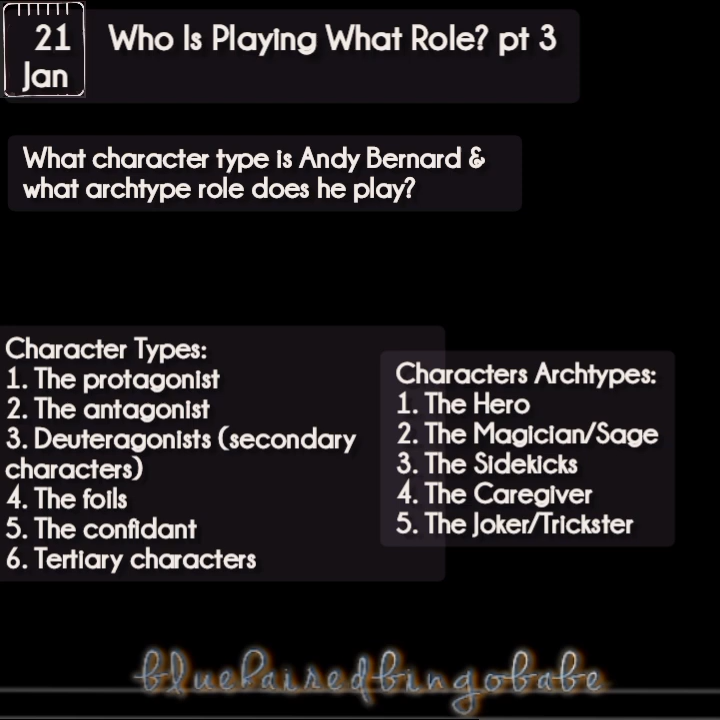 21
Jan
Who Is Playing What Role? pt 3
What character type is Andy Bernard &
what archtype role does he play?
Character Types:
1. The protagonist
2. The antagonist
3. Deuteragonists (secondary
characters)
4. The foils
5. The confidant
6. Tertiary characters
Characters Archtypes:
1. The Hero
2. The Magician/Sage
3. The Sidekicks
4. The Caregiver
5. The Joker/Trickster
bluehairedbingobabe